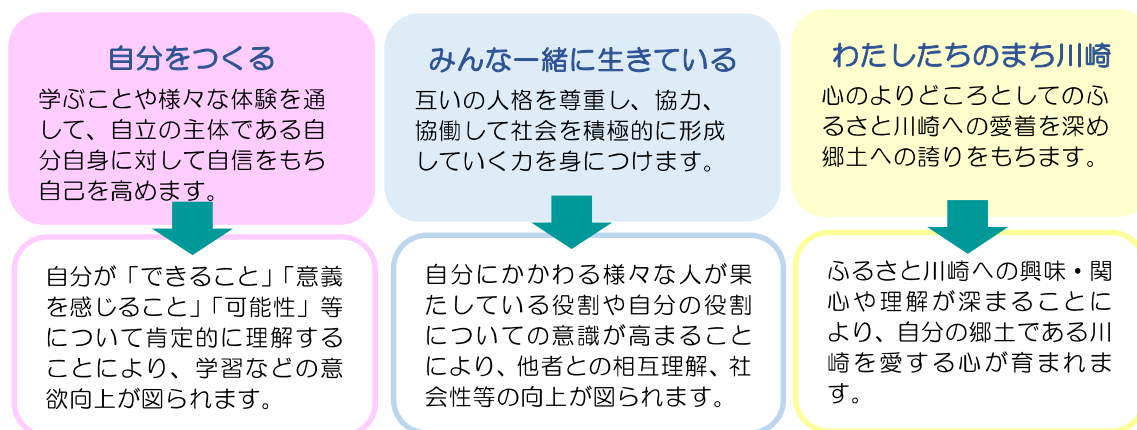 自分をつくる
学ぶことや様々な体験を通
して、自立の主体である自
分自身に対して自信をもち
自己を高めます。
自分が「できること」「意義
を感じること」「可能性」等
について肯定的に理解する
ことにより、学習などの意
欲向上が図られます。
みんな一緒に生きている
互いの人格を尊重し、協力、
協働して社会を積極的に形成
していく力を身につけます。
自分にかかわる様々な人が果
たしている役割や自分の役割
についての意識が高まること
により、他者との相互理解、社
会性等の向上が図られます。
わたしたちのまち川崎
心のよりどころとしてのふ
るさと川崎への愛着を深め
郷土への誇りをもちます。
ふるさと川崎への興味・関
心や理解が深まることに
より、自分の郷土である川
崎を愛する心が育まれま
す。